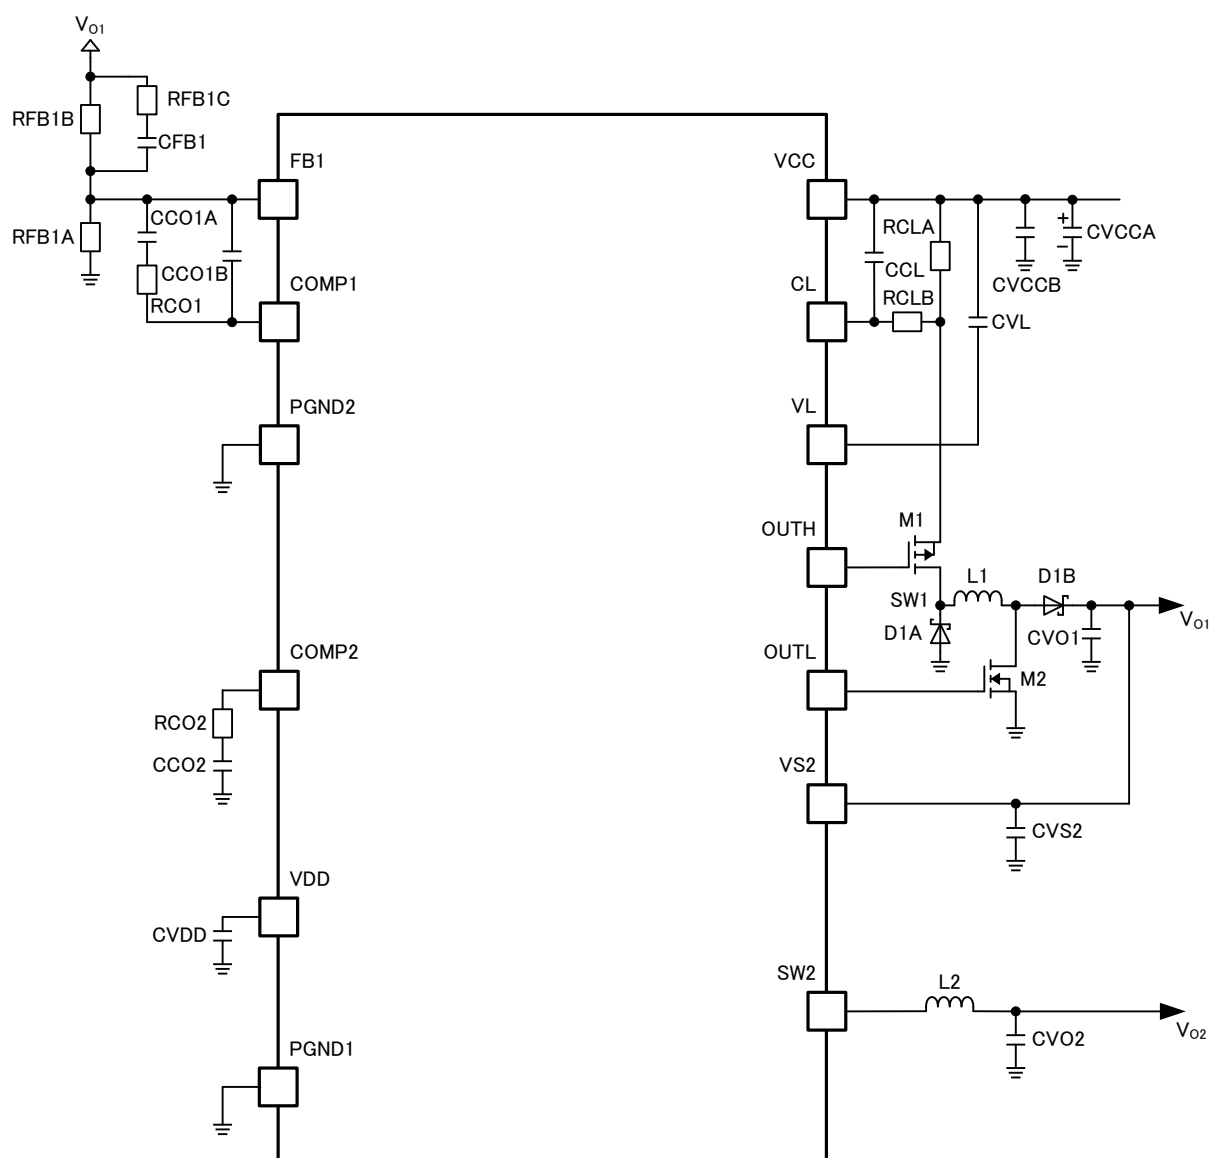 VO1
RFB1C
RFB1B
CFB1
FB1
VCC
CCO1A
RCLA
RFB1A
CVCCA
+
−
CCL
CCO1B
COMP1
CL
CVCCB
RCLB
RCO1
CVL
PGND2
VL
M1
OUTH
L1
D1B
SW1
VO1
D1A
CVO1
COMP2
OUTL
M2
RCO2
CCO2
VS2
CVS2
VDD
CVDD
SW2
L2
VO2
CVO2
PGND1